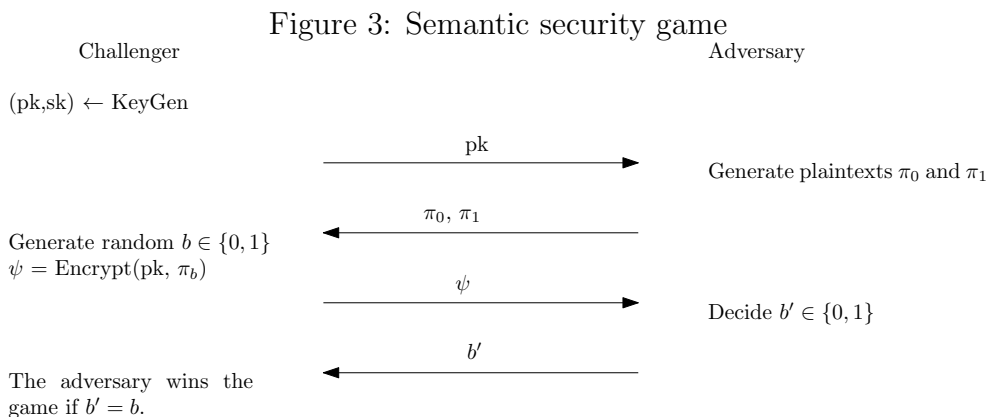 Figure 3: Semantic security game
Challenger
Adversary
(pk,sk) ← KeyGen
pk
Generate plaintexts π₀ and π₁
π₀, π₁
Generate random b ∈ {0, 1}
ψ = Encrypt(pk, π_b)
ψ
Decide b′ ∈ {0, 1}
b′
The adversary wins the
game if b′ = b.